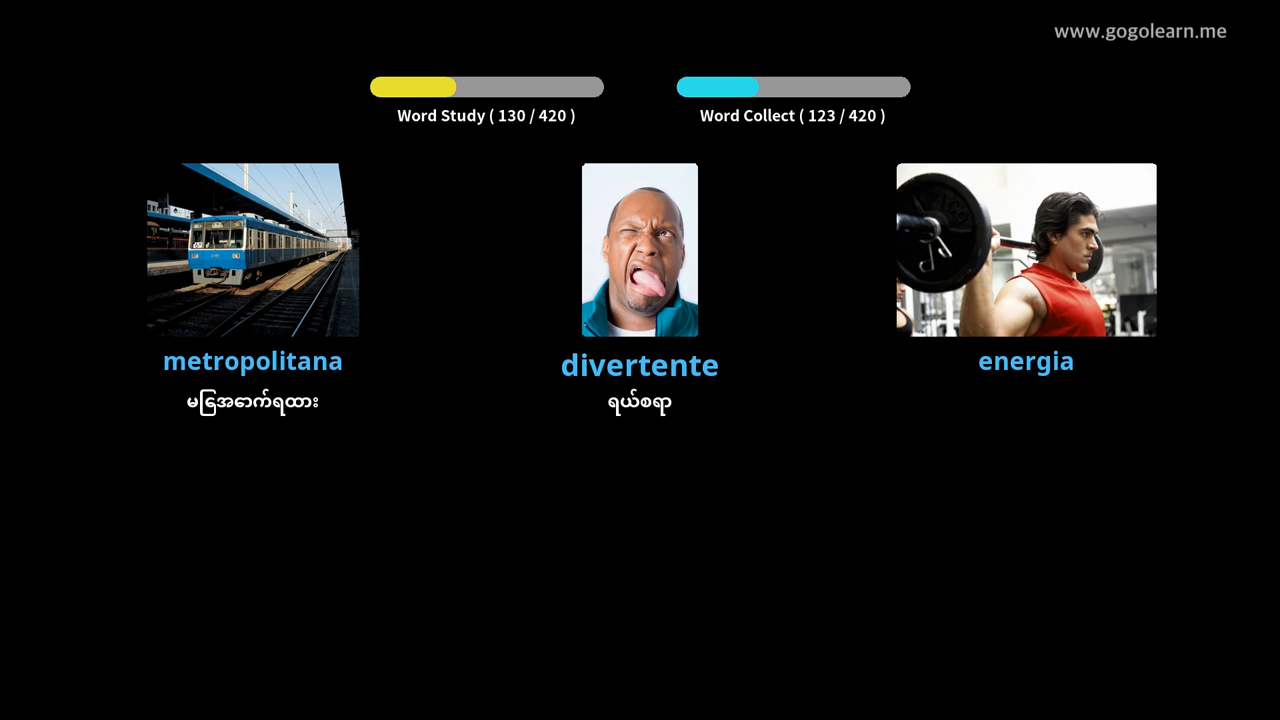 www.gogolearn.me
Word Study ( 130 / 420 )
Word Collect ( 123 / 420 )
metropolitana
divertente
energia
မြေအောက်ရထား
ရယ်စရာ